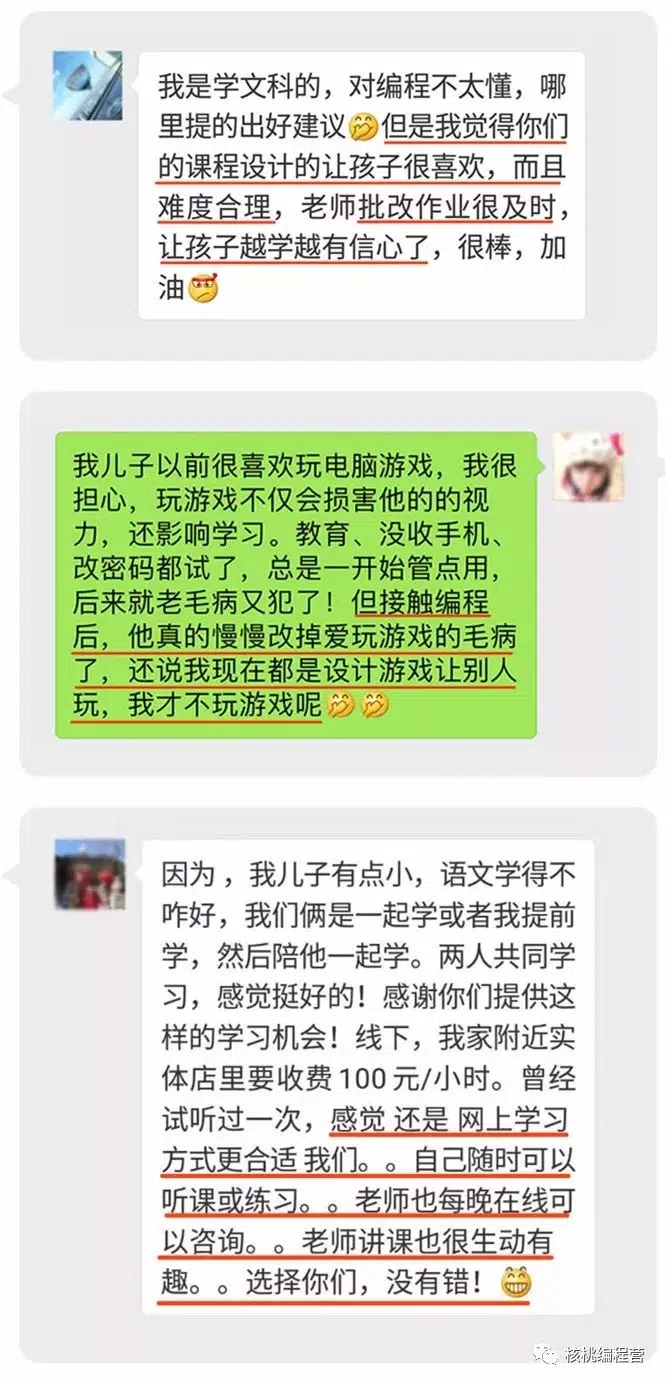 我是学文科的，对编程不太懂，哪
里提的出好建议🤭但是我觉得你们
的课程设计的让孩子很喜欢，而且
难度合理，老师批改作业很及时，
让孩子越学越有信心了，很棒，加
油
我儿子以前很喜欢玩电脑游戏，我很
担心，玩游戏不仅会损害他的的视
力，还影响学习。教育、没收手机、
改密码都试了，总是一开始管点用，
后来就老毛病又犯了！但接触编程
后，他真的慢慢改掉爱玩游戏的毛病
了，还说我现在都是设计游戏让别人
玩，我才不玩游戏呢🤭🤭
因为，我儿子有点小，语文学得不
咋好，我们俩是一起学或者我提前
学，然后陪他一起学。两人共同学
习，感觉挺好的！感谢你们提供这
样的学习机会！线下，我家附近实
体店里要收费100元/小时。曾经
试听过一次，感觉 还是 网上学习
方式更合适 我们。。自己随时可以
听课或练习。。老师也每晚在线可
以咨询。。老师讲课也很生动有
趣。。选择你们，没有错！😁
核桃编程营